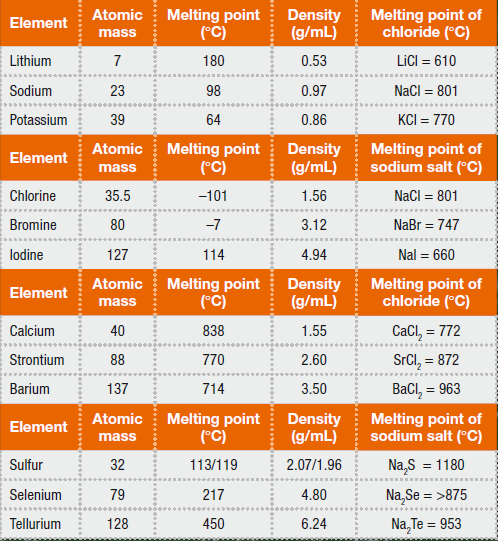 Element Atomic mass Melting point (°C) Density (g/mL) Melting point of chloride (°C)
Lithium 7 180 0.53 LiCl = 610
Sodium 23 98 0.97 NaCl = 801
Potassium 39 64 0.86 KCl = 770
Element Atomic mass Melting point (°C) Density (g/mL) Melting point of sodium salt (°C)
Chlorine 35.5 –101 1.56 NaCl = 801
Bromine 80 –7 3.12 NaBr = 747
Iodine 127 114 4.94 NaI = 660
Element Atomic mass Melting point (°C) Density (g/mL) Melting point of chloride (°C)
Calcium 40 838 1.55 CaCl₂ = 772
Strontium 88 770 2.60 SrCl₂ = 872
Barium 137 714 3.50 BaCl₂ = 963
Element Atomic mass Melting point (°C) Density (g/mL) Melting point of sodium salt (°C)
Sulfur 32 113/119 2.07/1.96 Na₂S = 1180
Selenium 79 217 4.80 Na₂Se = >875
Tellurium 128 450 6.24 Na₂Te = 953